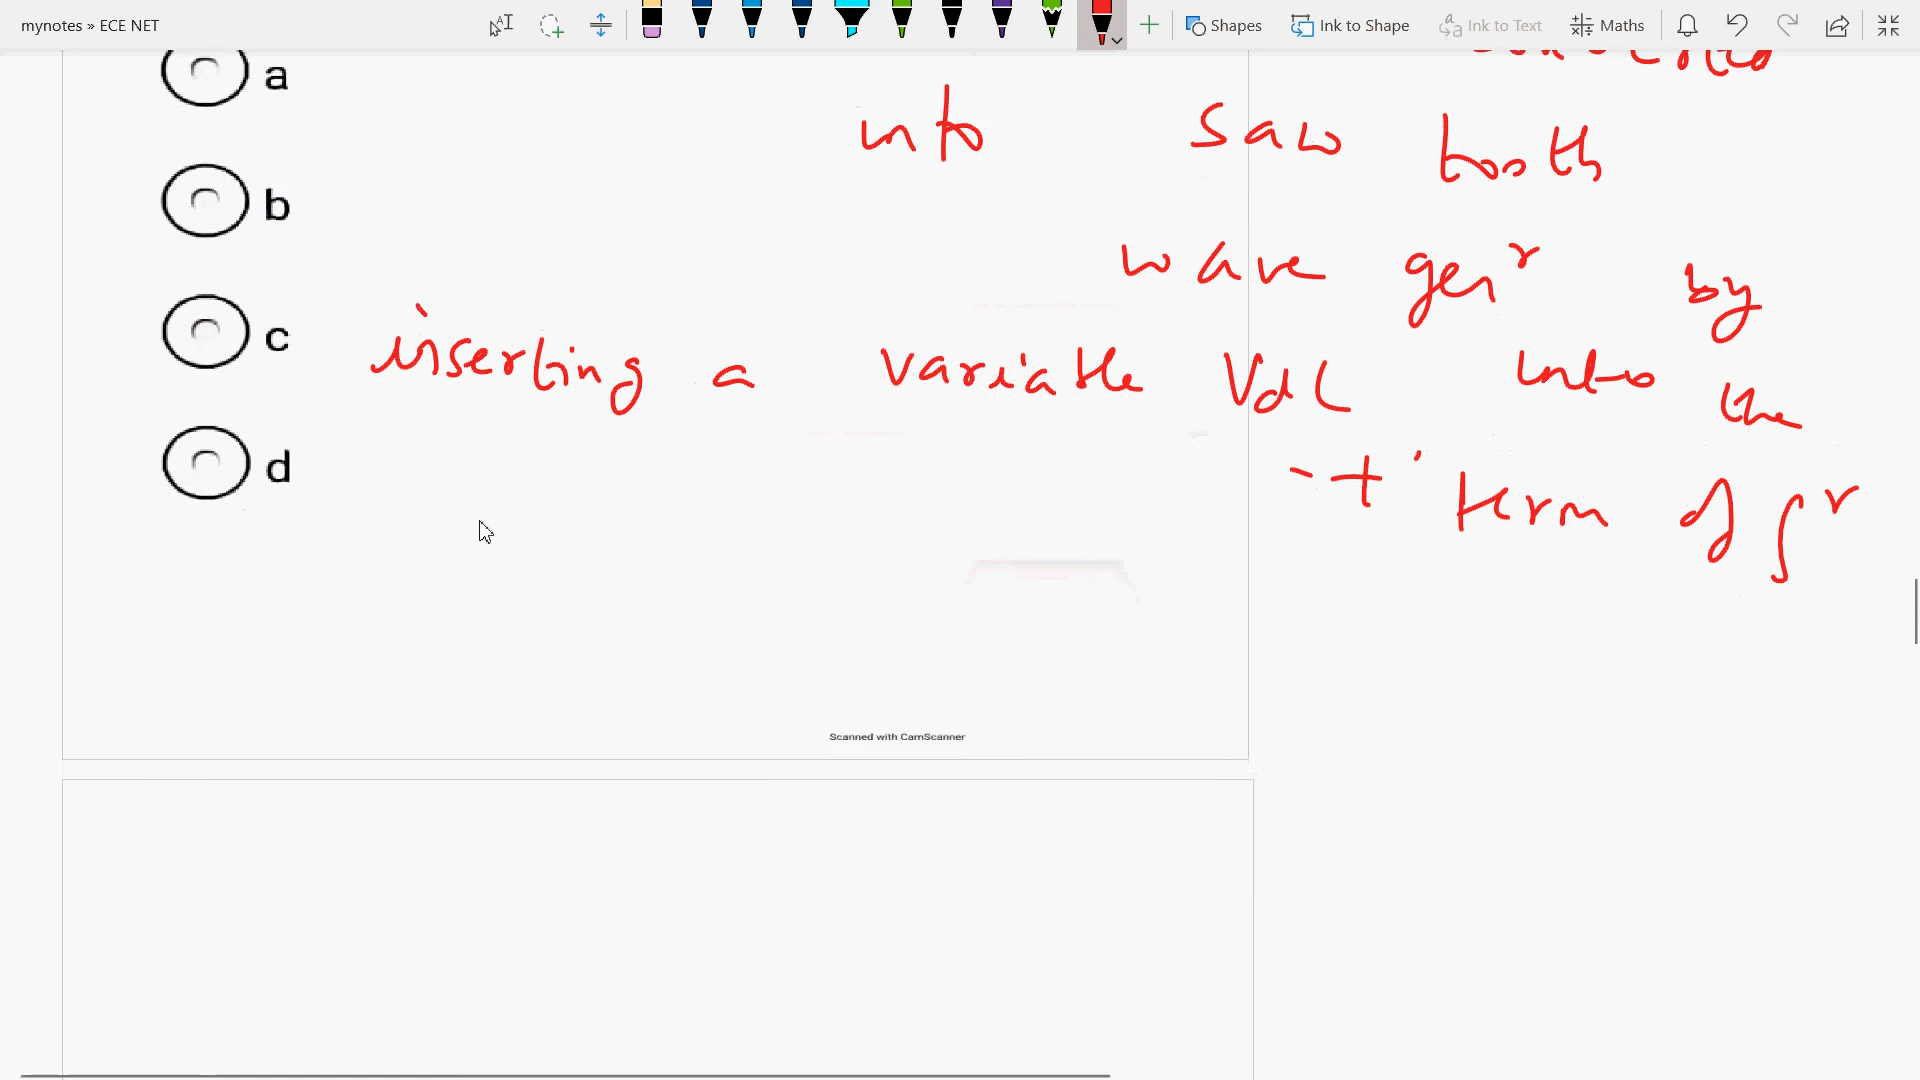 mynotes » ECE NET
Shapes
Ink to Shape
Ink to Text
Maths
a
into saw tooth
b
wave genr by
c
inserting a variable Vdc into the
d
-+ term of ∫r
Scanned with CamScanner